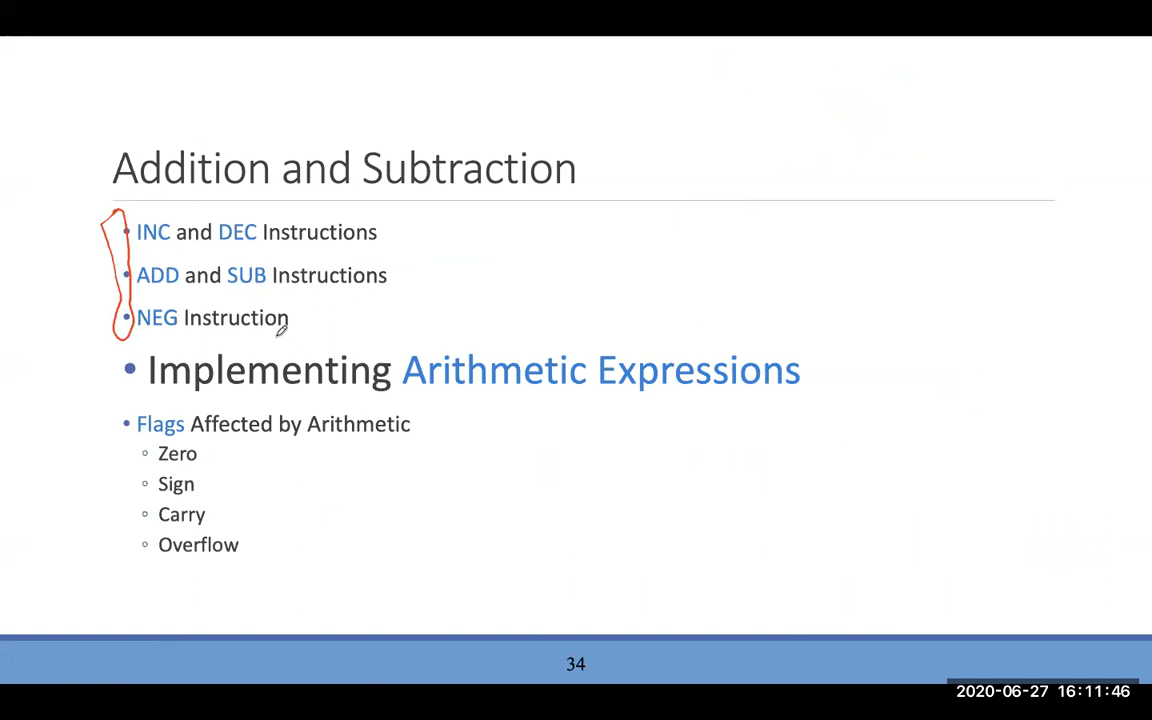 Addition and Subtraction
• INC and DEC Instructions
• ADD and SUB Instructions
• NEG Instruction
• Implementing Arithmetic Expressions
• Flags Affected by Arithmetic
◦ Zero
◦ Sign
◦ Carry
◦ Overflow
34
2020-06-27 16:11:46